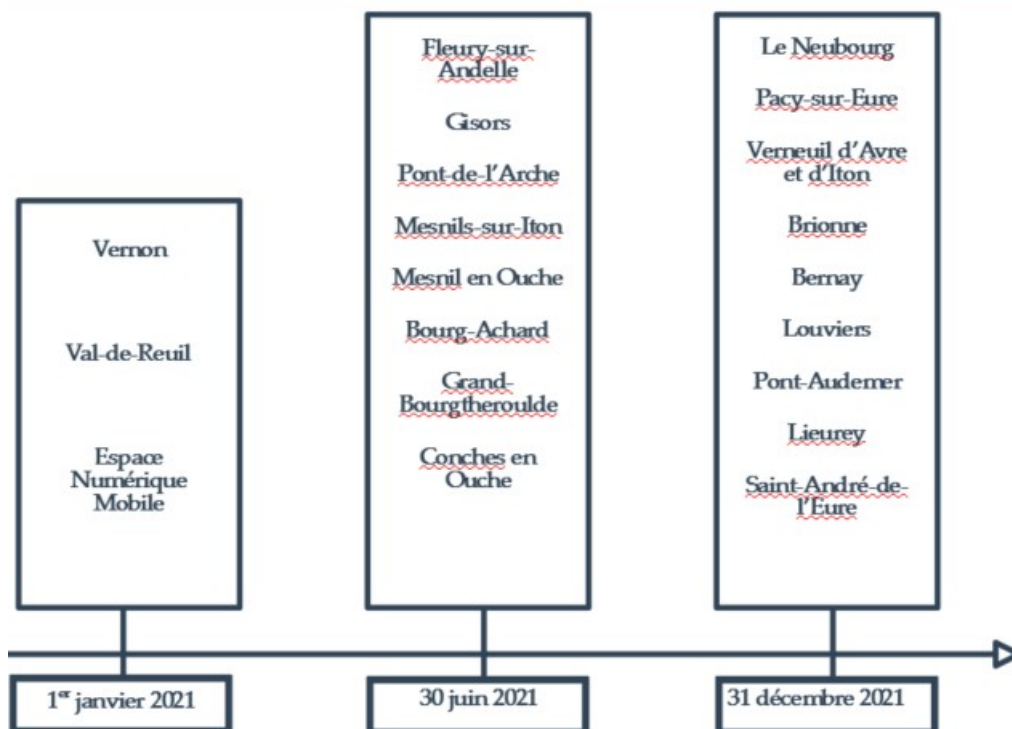 Vernon
Val-de-Reuil
Espace
Numérique
Mobile
1er janvier 2021
Fleury-sur-
Andelle
Gisors
Pont-de-l'Arche
Mesnils-sur-Iton
Mesnil en Ouche
Bourg-Achard
Grand-
Bourgtheroulde
Conches en
Ouche
30 juin 2021
Le Neubourg
Pacy-sur-Eure
Verneuil d'Avre
et d'Iton
Brionne
Bernay
Louviers
Pont-Audemer
Lieurey
Saint-André-de-
l'Eure
31 décembre 2021